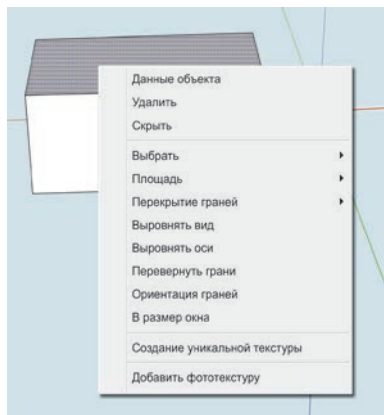 Данные объекта
Удалить
Скрыть
Выбрать
Площадь
Перекрытие граней
Выровнять вид
Выровнять оси
Перевернуть грани
Ориентация граней
В размер окна
Создание уникальной текстуры
Добавить фототекстуру